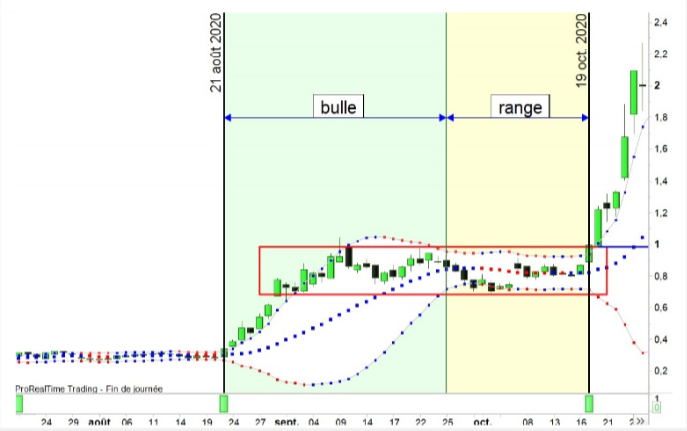 21 août 2020
19 oct. 2020
bulle
range
2,4
2,2
2
1,8
1,6
1,4
1,2
1
0,8
0,6
0,4
0,2
ProRealTime Trading - Fin de journée
1
0
24 29 août 06 11 14 19 24 27 sept. 04 09 14 17 22 25 oct. 08 13 16 21